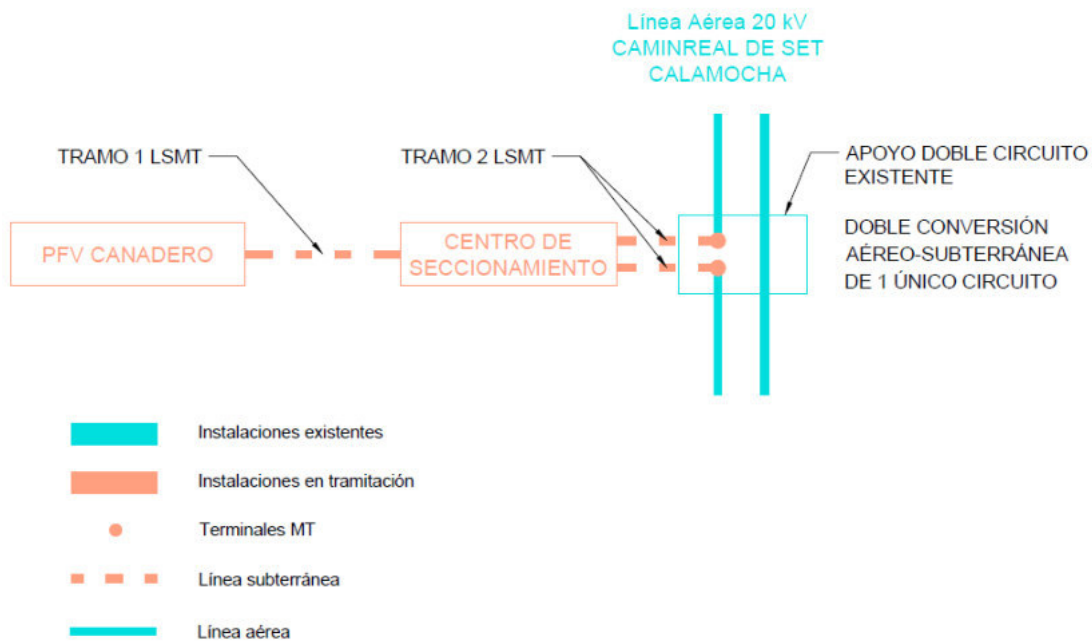 Línea Aérea 20 kV
CAMINREAL DE SET
CALAMOCHA
TRAMO 1 LSMT
TRAMO 2 LSMT
APOYO DOBLE CIRCUITO
EXISTENTE
PFV CANADERO
CENTRO DE
SECCIONAMIENTO
DOBLE CONVERSIÓN
AÉREO-SUBTERRÁNEA
DE 1 ÚNICO CIRCUITO
Instalaciones existentes
Instalaciones en tramitación
Terminales MT
Línea subterránea
Línea aérea